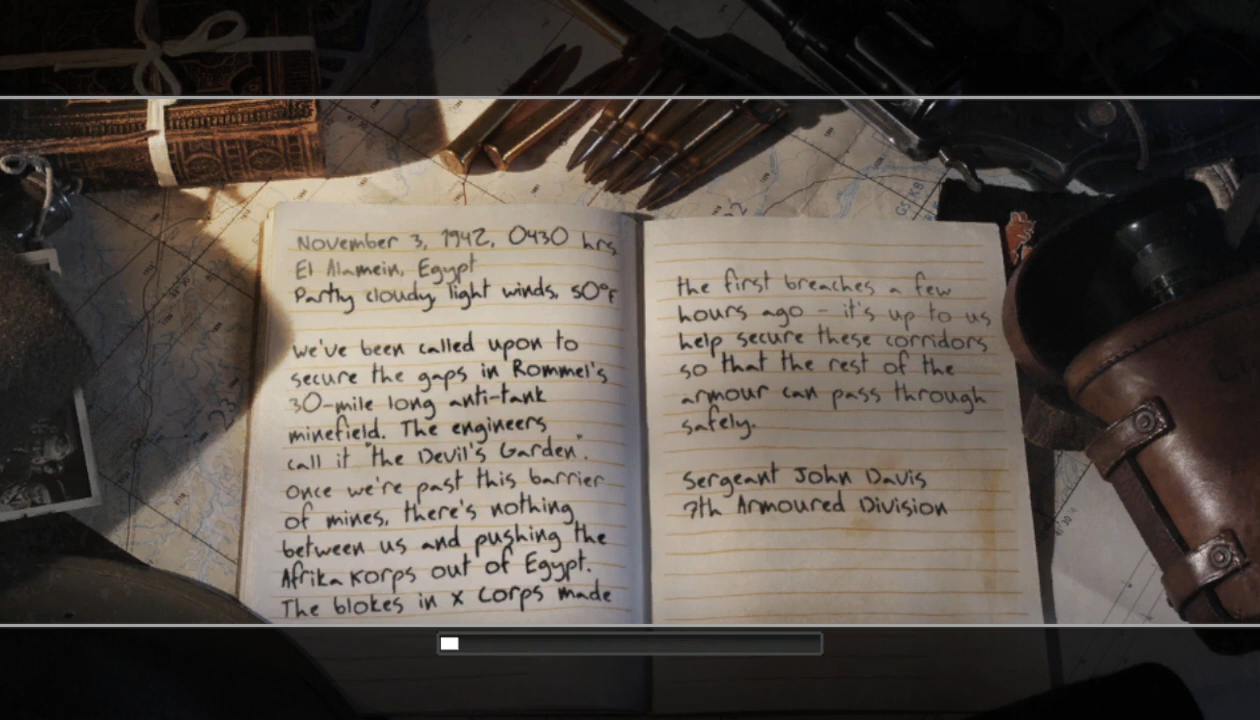 November 3, 1942, 0430 hrs,
El Alamein, Egypt
Partly cloudy, light winds, 50°F
We've been called upon to
secure the gaps in Rommel's
30-mile long anti-tank
minefield. The engineers
call it "the Devil's Garden".
Once we're past this barrier
of mines, there's nothing
between us and pushing the
Afrika Korps out of Egypt.
The blokes in X Corps made
the first breaches a few
hours ago - it's up to us
help secure these corridors
so that the rest of the
armour can pass through
safely.
Sergeant John Davis
7th Armoured Division